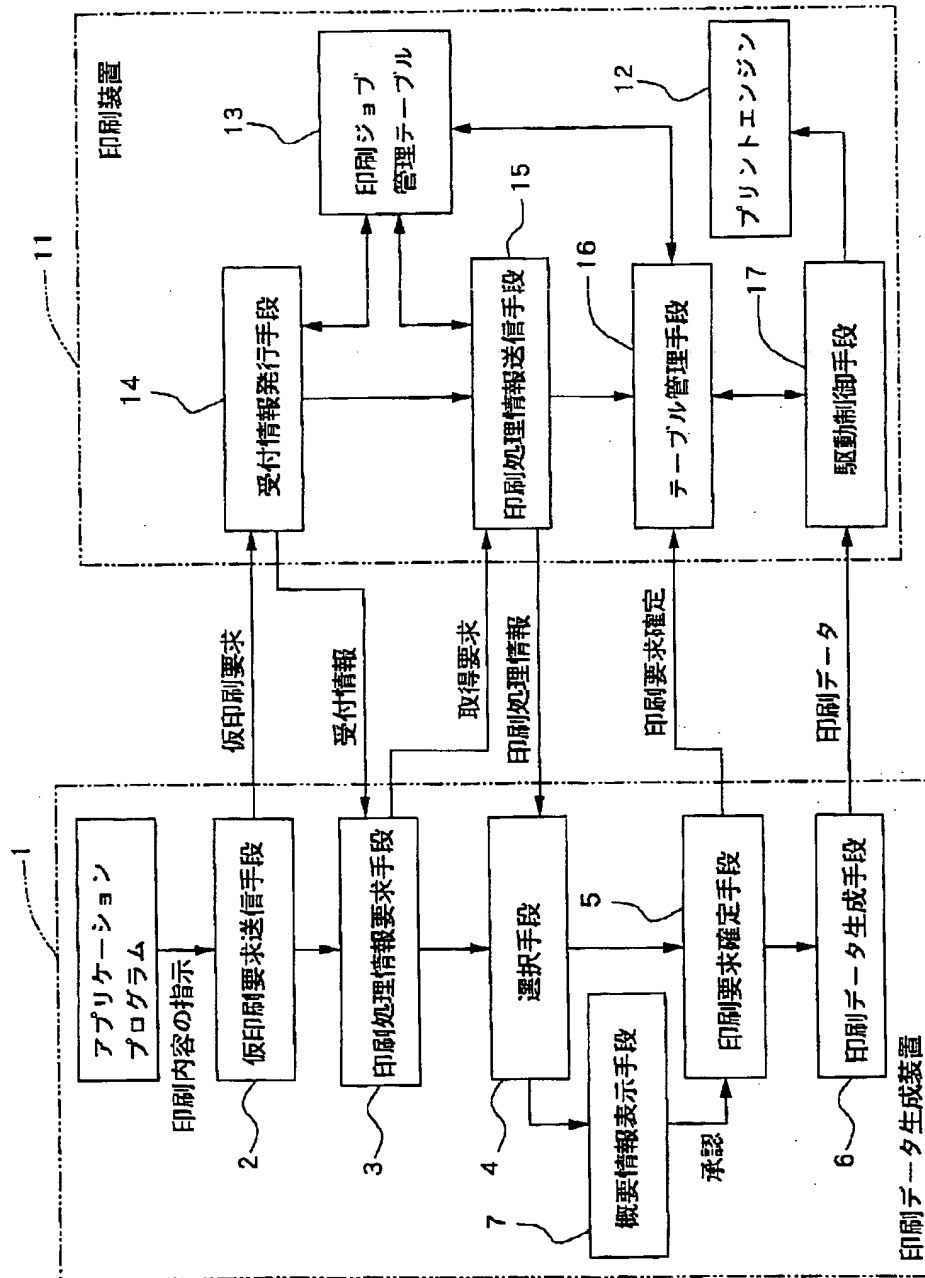 1
アプリケーション
プログラム
印刷内容の指示
仮印刷要求送信手段
2
印刷処理情報要求手段
3
選択手段
4
概要情報表示手段
7
承認
印刷要求確定手段
5
印刷データ生成手段
6
印刷データ生成装置
仮印刷要求
受付情報
取得要求
印刷処理情報
印刷要求確定
印刷データ
11
印刷装置
受付情報発行手段
14
印刷ジョブ
管理テーブル
13
印刷処理情報送信手段
15
テーブル管理手段
16
駆動制御手段
17
プリントエンジン
12